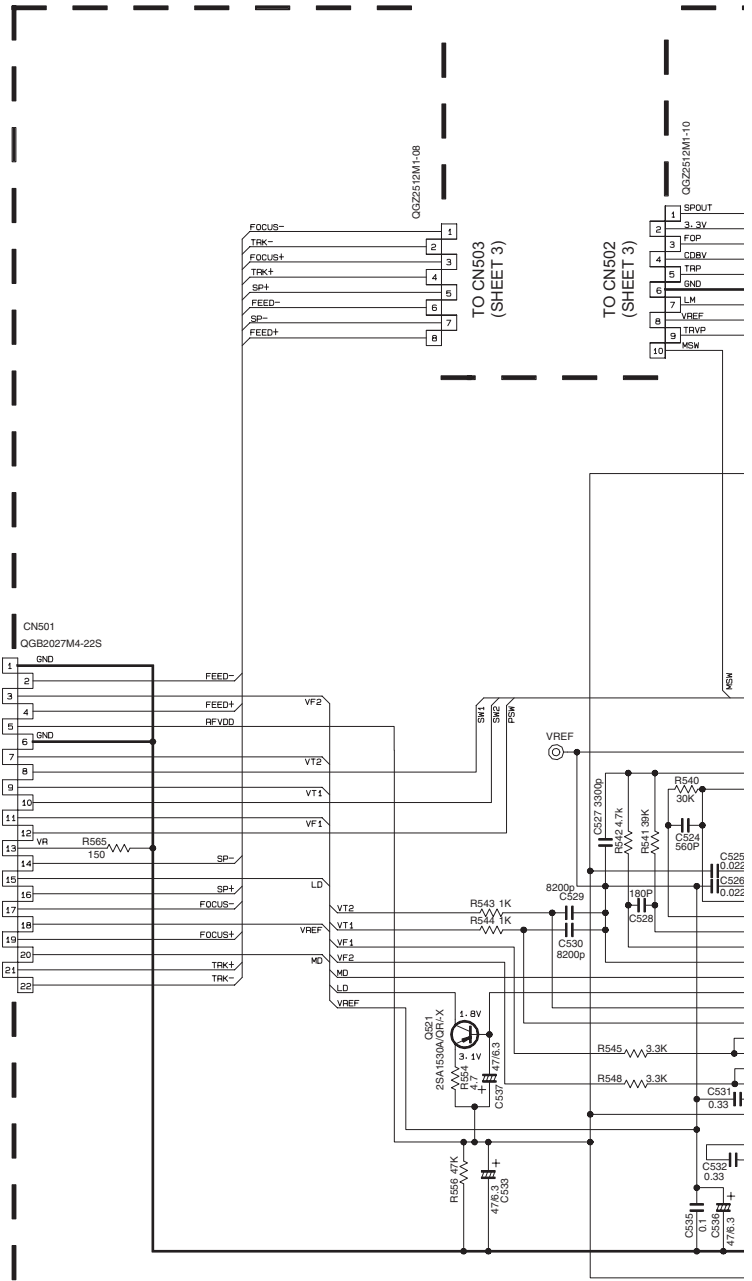 QGZ2512M1-08
FOCUS- 1
TRK- 2
FOCUS+ 3
TRK+ 4
SP+ 5
FEED- 6
SP- 7
FEED+ 8
TO CN503
(SHEET 3)
QGZ2512M1-10
TO CN502
(SHEET 3)
1 SPOUT
2 3.3V
3 FOP
4 CD8V
5 TRP
6 GND
7 LM
8 VREF
9 TRVP
10 MSW
CN501
QGB2027M4-22S
1 GND
2 FEED-
3 VF2
4 FEED+
5 RFVDD
6 GND
7 VT2
8
9 VT1
10
11 VF1
12
13 VR R565
150
14 SP-
15 LD
16 SP+
17 FOCUS-
18 VREF
19 FOCUS+
20 MD
21 TRK+
22 TRK-
SW1
SW2
PSW
MSW
VREF
C527 3300p
R542 4.7k
R541 39K
R540
30K
C524
560P
C525
0.022
C526
0.022
180P
C528
8200p
C529
R543 1K
R544 1K
C530
8200p
VT2
VT1
VF1
VF2
MD
LD
VREF
Q521
2SA1530A/QR/-X
1.8V
3.1V
R554
4.7
+
47/6.3
C537
R545 3.3K
R548 3.3K
C531
0.33
C532
0.33
R556 47K
+
47/6.3
C533
C535
0.1
C536
+
47/6.3